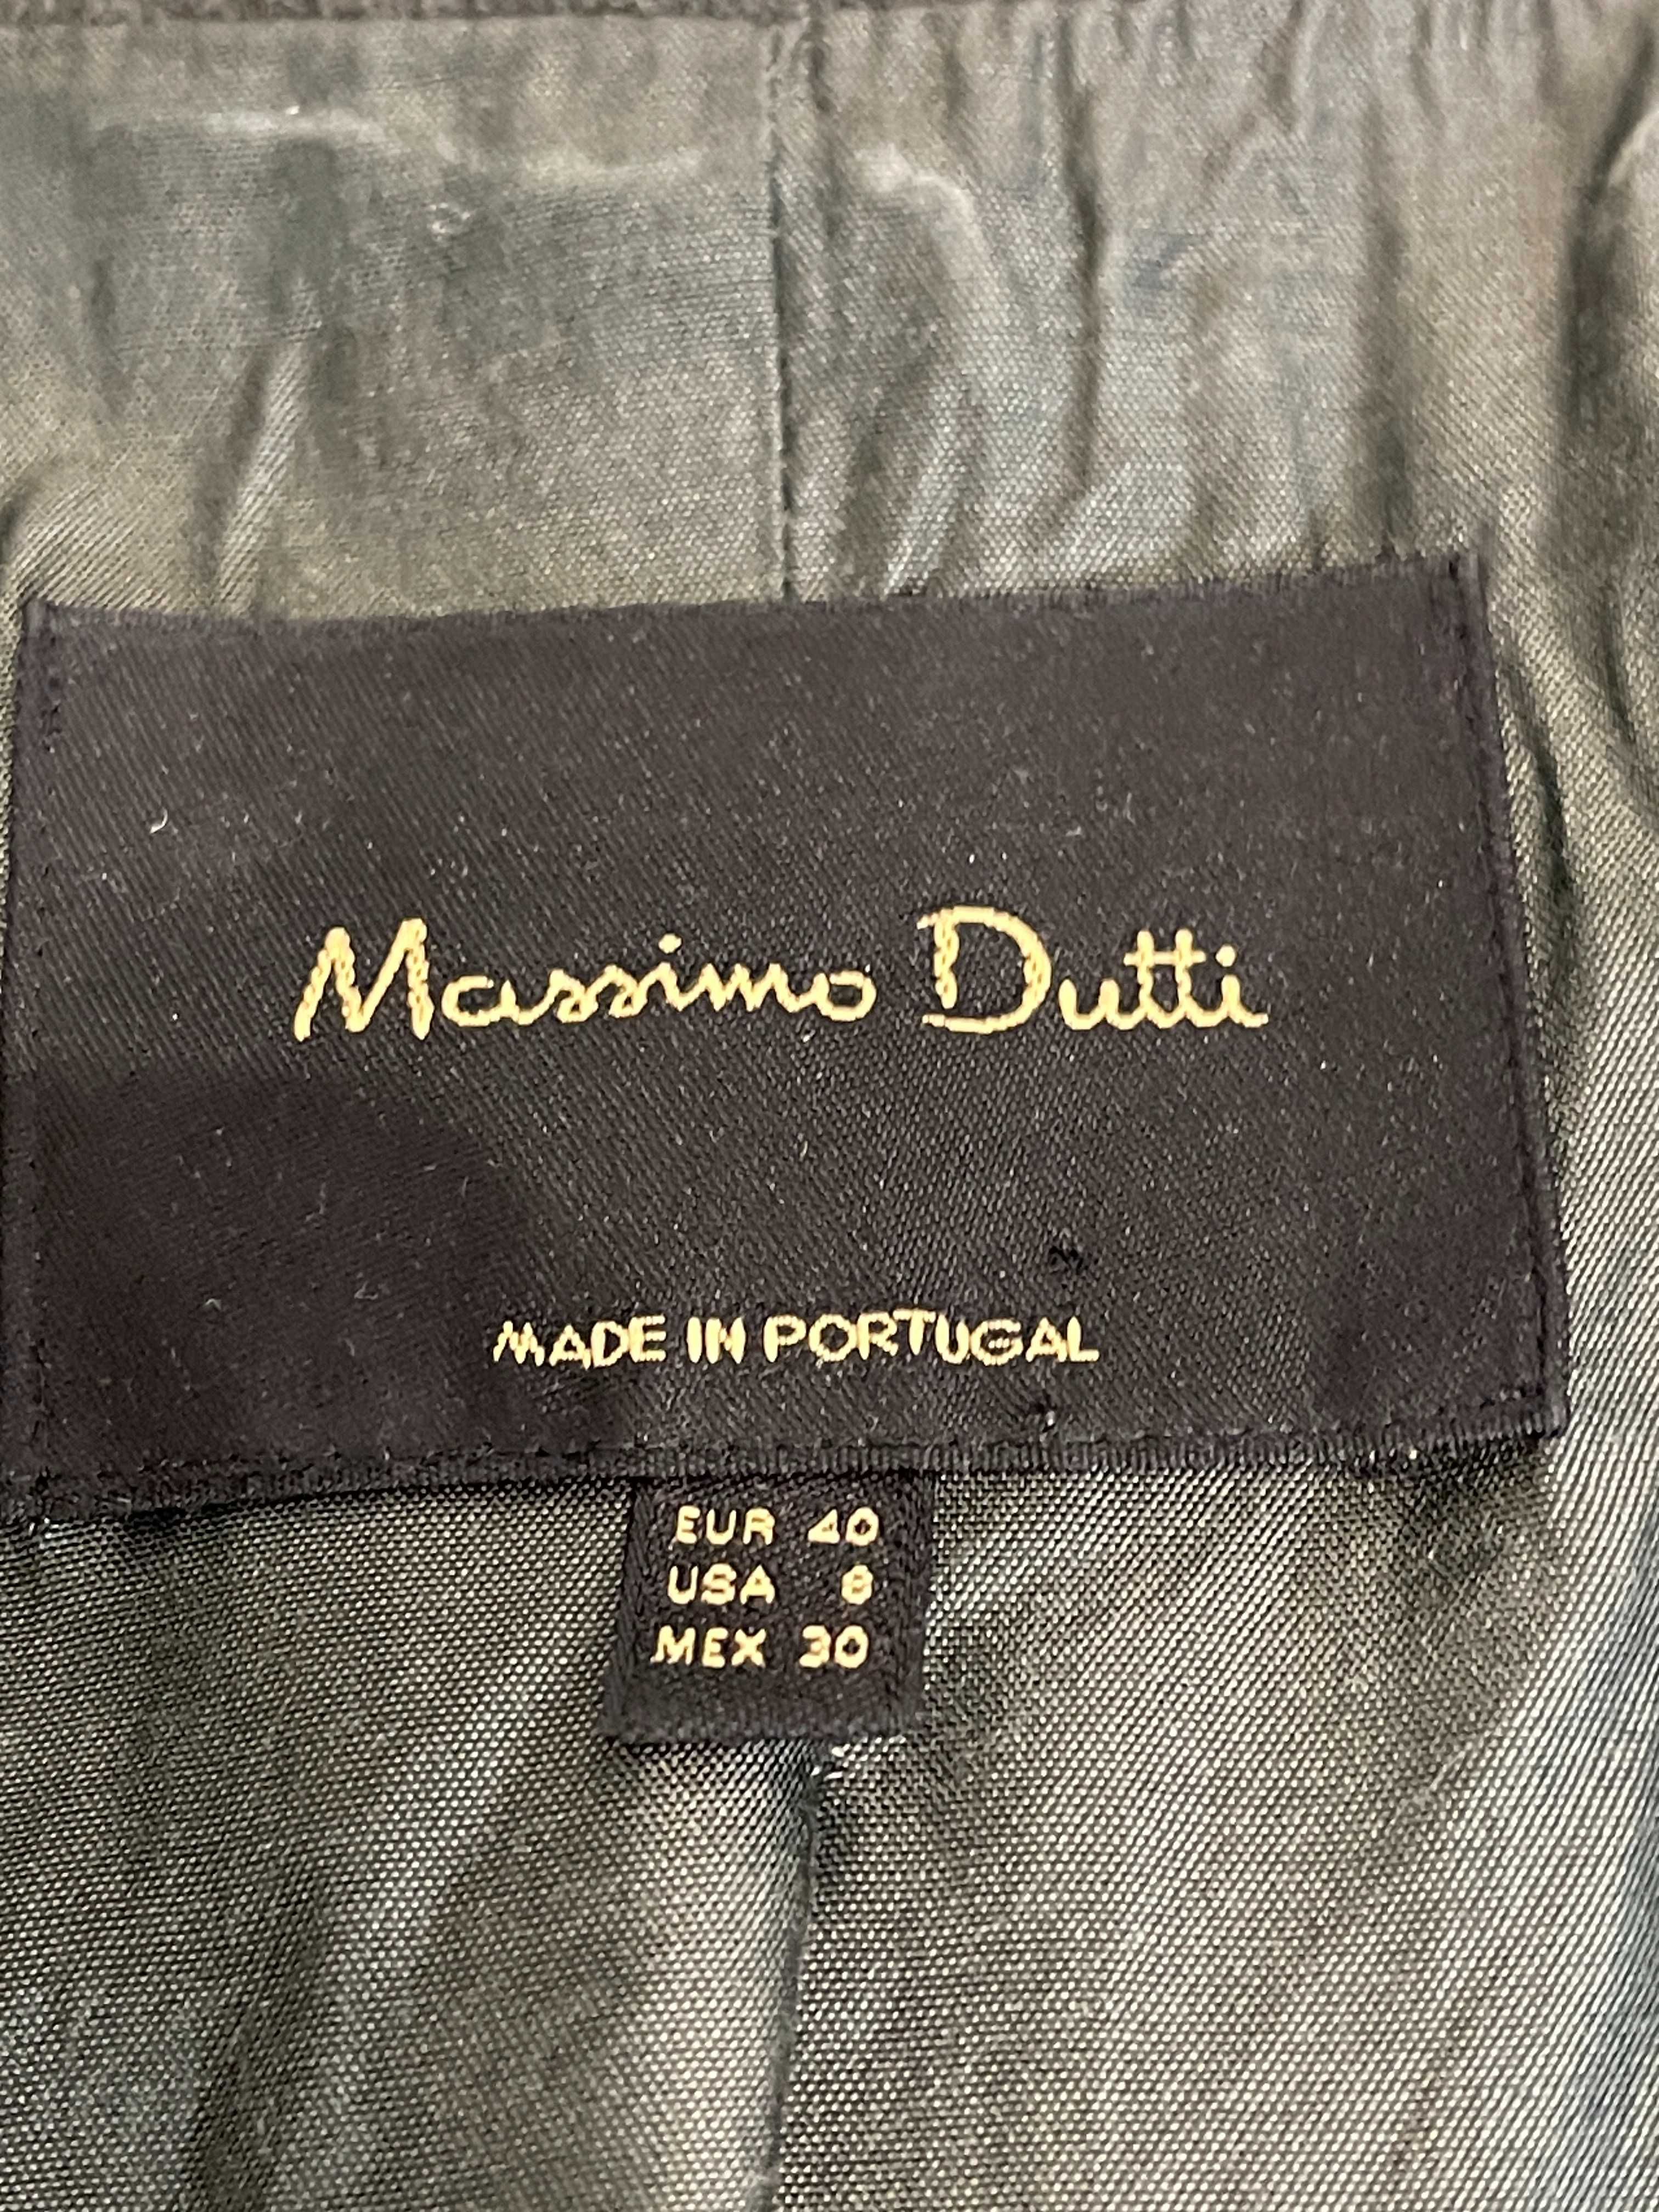 Massimo Dutti
MADE IN PORTUGAL
EUR 40
USA 8
MEX 30